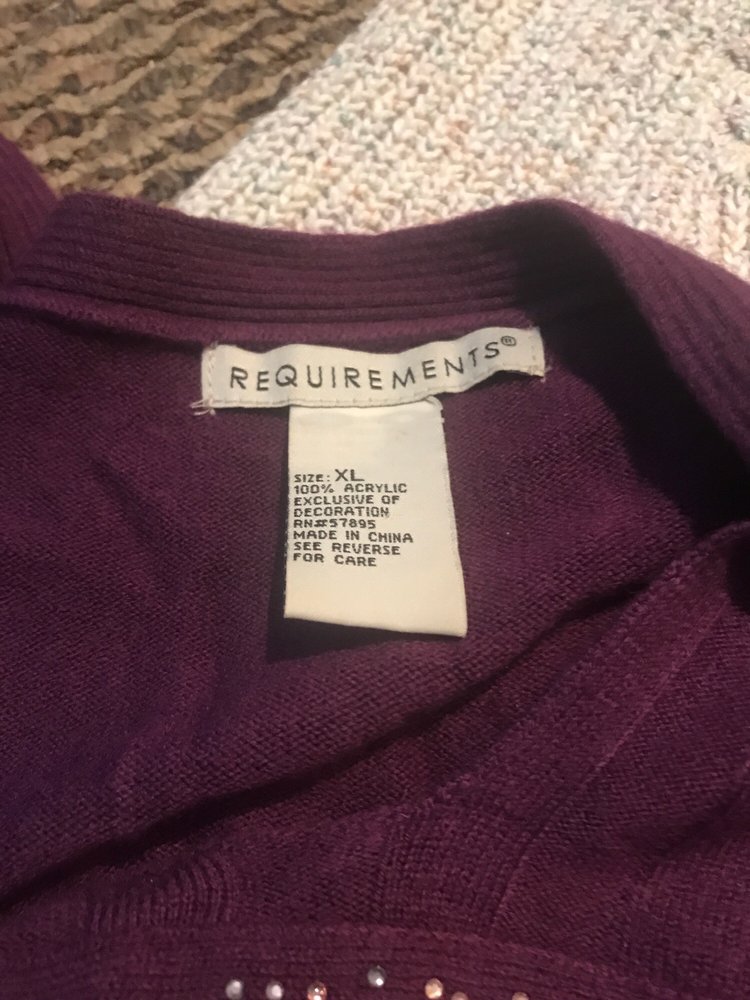 REQUIREMENTS®
SIZE: XL
100% ACRYLIC
EXCLUSIVE OF
DECORATION
RN#57895
MADE IN CHINA
SEE REVERSE
FOR CARE